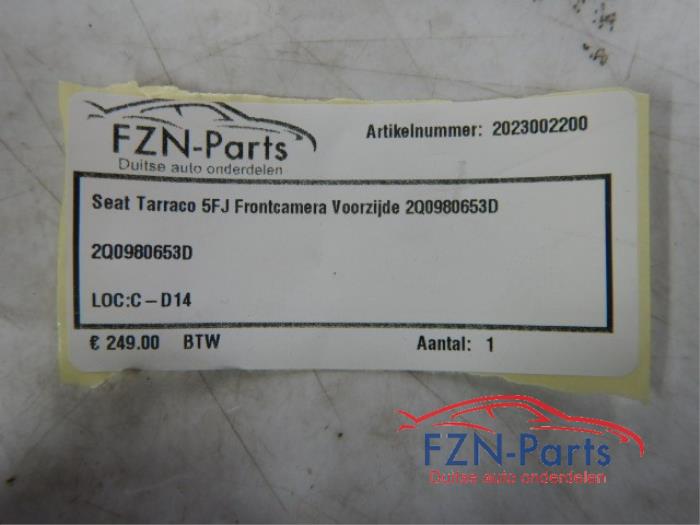 FZN-Parts
Duitse auto onderdelen
Artikelnummer: 2023002200
Seat Tarraco 5FJ Frontcamera Voorzijde 2Q0980653D
2Q0980653D
LOC:C-D14
€ 249.00 BTW Aantal: 1
FZN-Parts
Duitse auto onderdelen